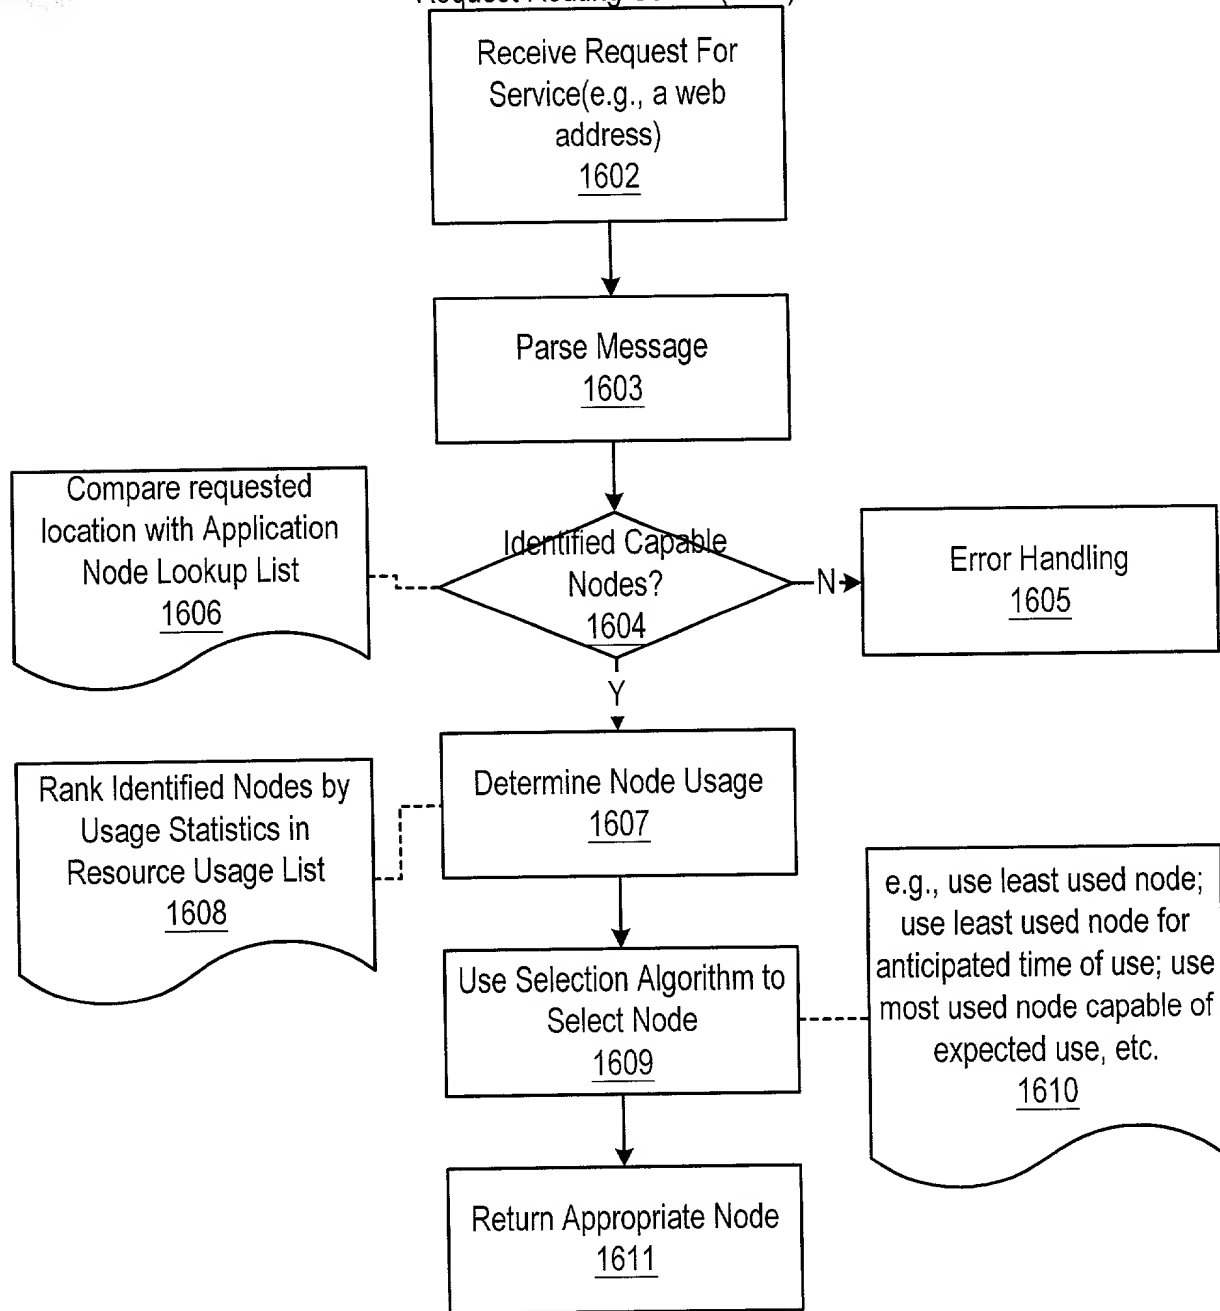 Receive Request For
Service(e.g., a web
address)
1602
Parse Message
1603
Compare requested
location with Application
Node Lookup List
1606
Identified Capable
Nodes?
1604
N
Error Handling
1605
Y
Rank Identified Nodes by
Usage Statistics in
Resource Usage List
1608
Determine Node Usage
1607
e.g., use least used node;
use least used node for
anticipated time of use; use
most used node capable of
expected use, etc.
1610
Use Selection Algorithm to
Select Node
1609
Return Appropriate Node
1611